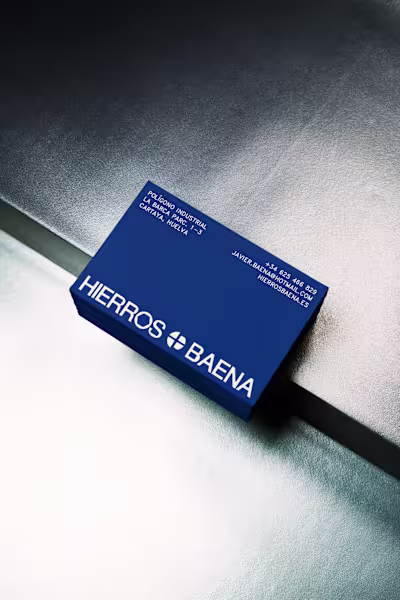 POLÍGONO INDUSTRIAL
LA BARCA PARC. 1-3
CARTAYA, HUELVA
+34 625 466 829
JAVIER.BAENA@HOTMAIL.COM
HIERROSBAENA.ES
HIERROS BAENA